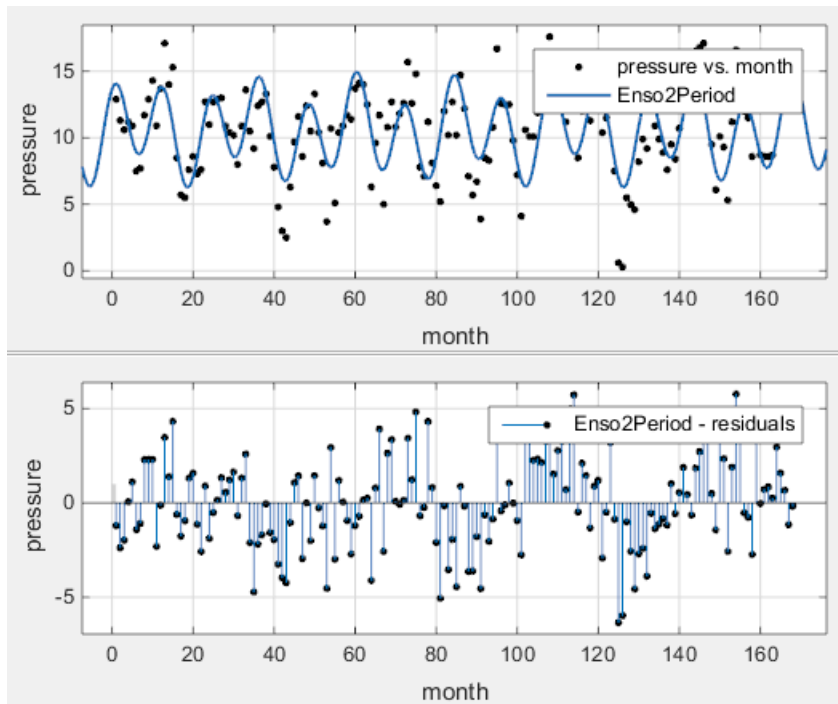 15
10
5
0
pressure
pressure vs. month
Enso2Period
0 20 40 60 80 100 120 140 160
month
5
0
-5
pressure
Enso2Period - residuals
0 20 40 60 80 100 120 140 160
month